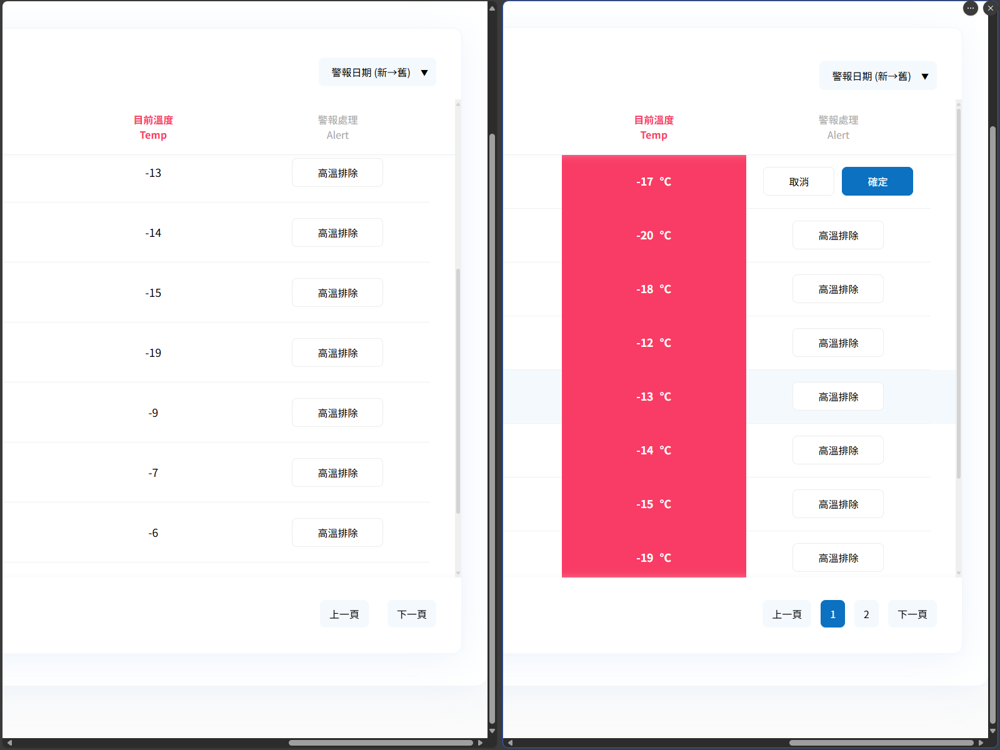 警報日期 (新→舊) ▼
目前溫度
Temp
警報處理
Alert
-13 高溫排除
-14 高溫排除
-15 高溫排除
-19 高溫排除
-9 高溫排除
-7 高溫排除
-6 高溫排除
上一頁 下一頁
警報日期 (新→舊) ▼
目前溫度
Temp
警報處理
Alert
-17 °C 取消 確定
-20 °C 高溫排除
-18 °C 高溫排除
-12 °C 高溫排除
-13 °C 高溫排除
-14 °C 高溫排除
-15 °C 高溫排除
-19 °C 高溫排除
上一頁 1 2 下一頁